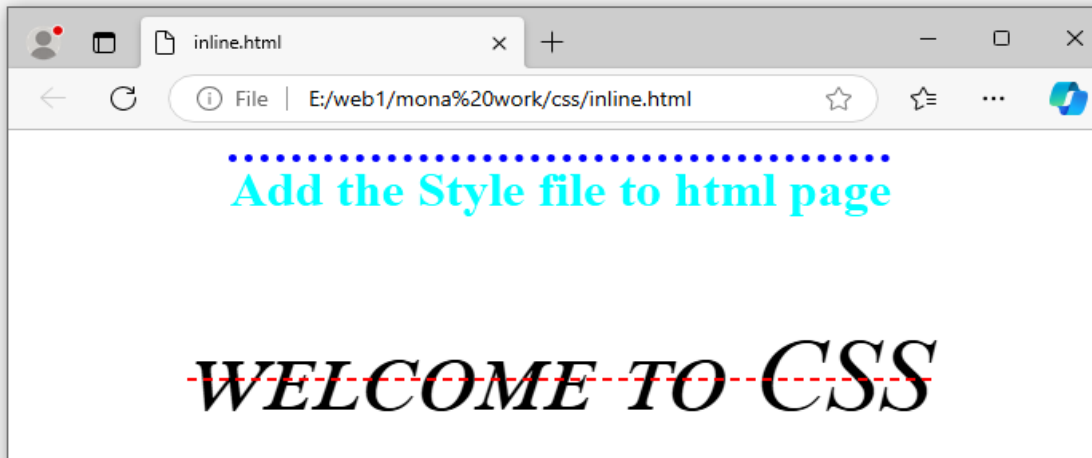 inline.html
File E:/web1/mona%20work/css/inline.html
Add the Style file to html page
WELCOME TO CSS